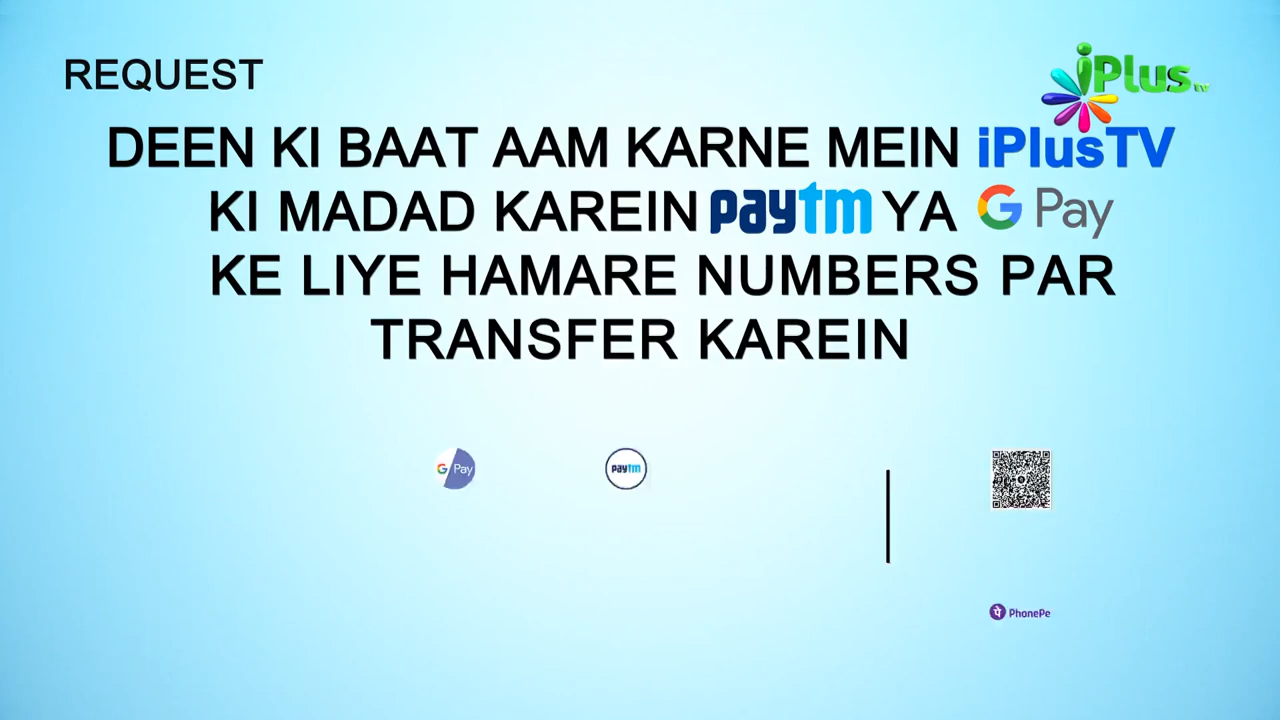 REQUEST
iPlus TV
DEEN KI BAAT AAM KARNE MEIN iPlusTV
KI MADAD KAREIN paytm YA G Pay
KE LIYE HAMARE NUMBERS PAR
TRANSFER KAREIN
G Pay
paytm
पे PhonePe